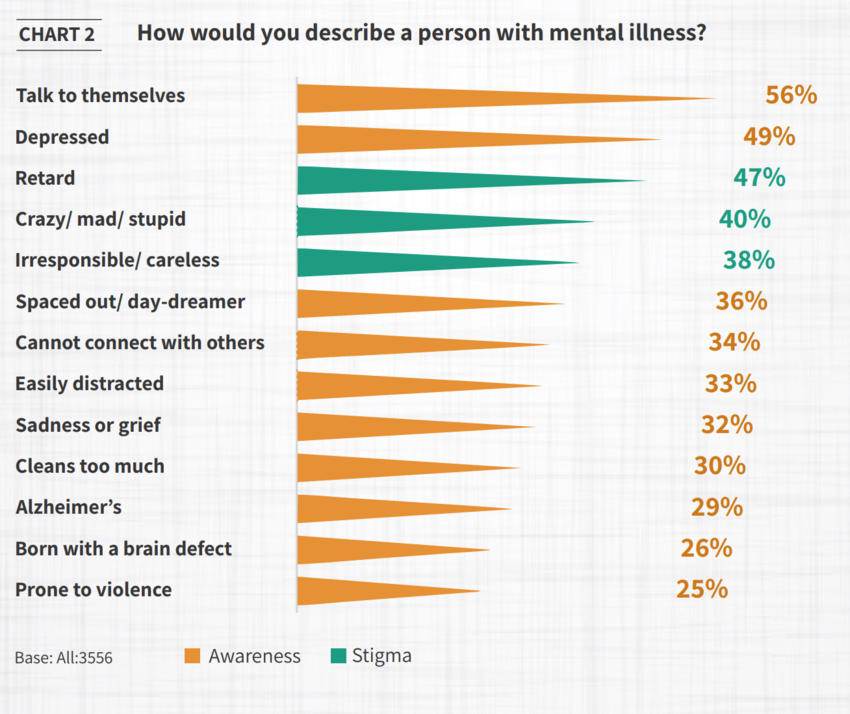 CHART 2
How would you describe a person with mental illness?
Talk to themselves 56%
Depressed 49%
Retard 47%
Crazy/ mad/ stupid 40%
Irresponsible/ careless 38%
Spaced out/ day-dreamer 36%
Cannot connect with others 34%
Easily distracted 33%
Sadness or grief 32%
Cleans too much 30%
Alzheimer’s 29%
Born with a brain defect 26%
Prone to violence 25%
Base: All:3556 Awareness Stigma